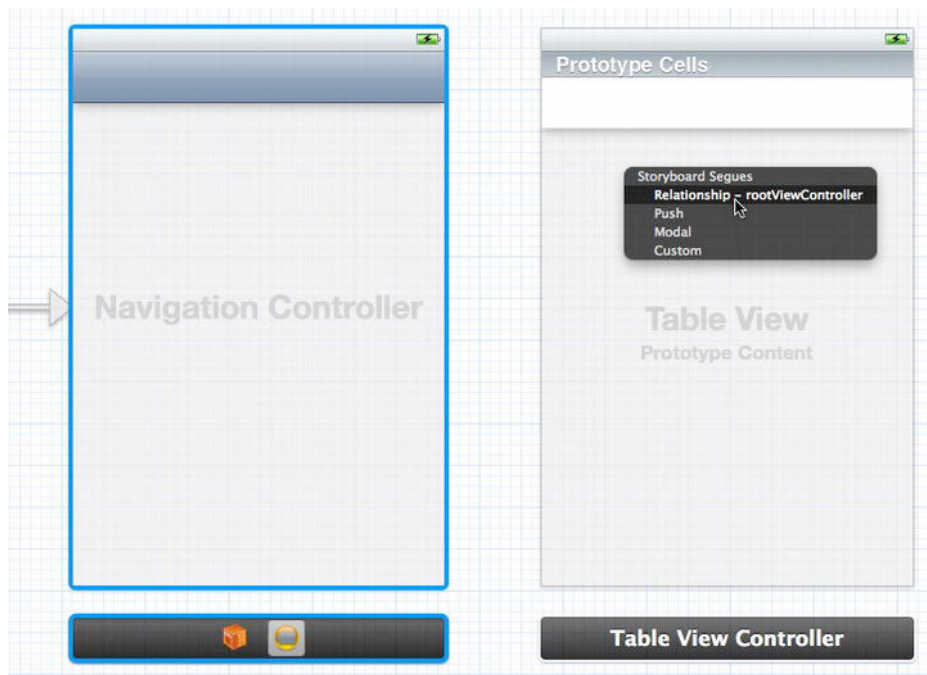 Prototype Cells
Storyboard Segues
Relationship – rootViewController
Push
Modal
Custom
Navigation Controller
Table View
Prototype Content
Table View Controller